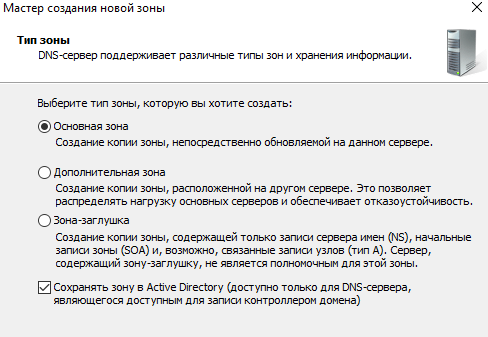 Мастер создания новой зоны
Тип зоны
DNS-сервер поддерживает различные типы зон и хранения информации.
Выберите тип зоны, которую вы хотите создать:
Основная зона
Создание копии зоны, непосредственно обновляемой на данном сервере.
Дополнительная зона
Создание копии зоны, расположенной на другом сервере. Это позволяет
распределять нагрузку основных серверов и обеспечивает отказоустойчивость.
Зона-заглушка
Создание копии зоны, содержащей только записи сервера имен (NS), начальные
записи зоны (SOA) и, возможно, связанные записи узлов (тип A). Сервер,
содержащий зону-заглушку, не является полномочным для этой зоны.
Сохранять зону в Active Directory (доступно только для DNS-сервера,
являющегося доступным для записи контроллером домена)